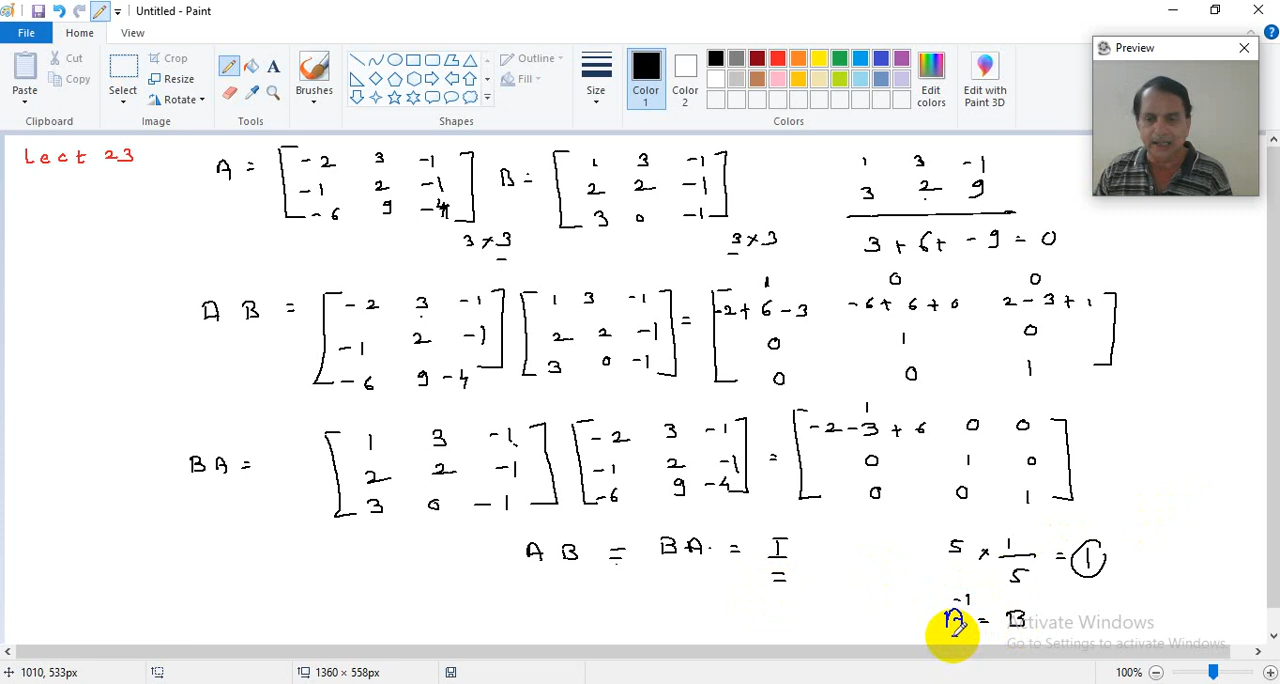 Untitled - Paint
File Home View
Preview
Paste Cut Copy
Clipboard
Select Crop Resize Rotate
Image
Tools
Brushes
Outline Fill
Shapes
Size
Color 1 Color 2
Edit colors
Colors
Edit with Paint 3D
Lect 23
A = [ -2 3 -1 B = [ 1 3 -1 1 3 -1
-1 2 -1 2 2 -1 3 2 9
-6 9 -4 ] 3 0 -1 ]
3 × 3 3 × 3 3 + 6 + - 9 = 0
1 0 0
A B = [ -2 3 -1 [ 1 3 -1 = [ -2 + 6 - 3 -6 + 6 + 0 2 - 3 + 1
-1 2 -1 2 2 -1 0 1 0
-6 9 -4 ] 3 0 -1 ] 0 0 1 ]
1
BA = [ 1 3 -1 [ -2 3 -1 = [ -2 - 3 + 6 0 0
2 2 -1 -1 2 -1 0 1 0
3 0 -1 ] -6 9 -4 ] 0 0 1 ]
A B = BA. = I
5 × 1/5 = 1
-1
= B
Activate Windows
Go to Settings to activate Windows.
1010, 533px 1360 × 558px 100%